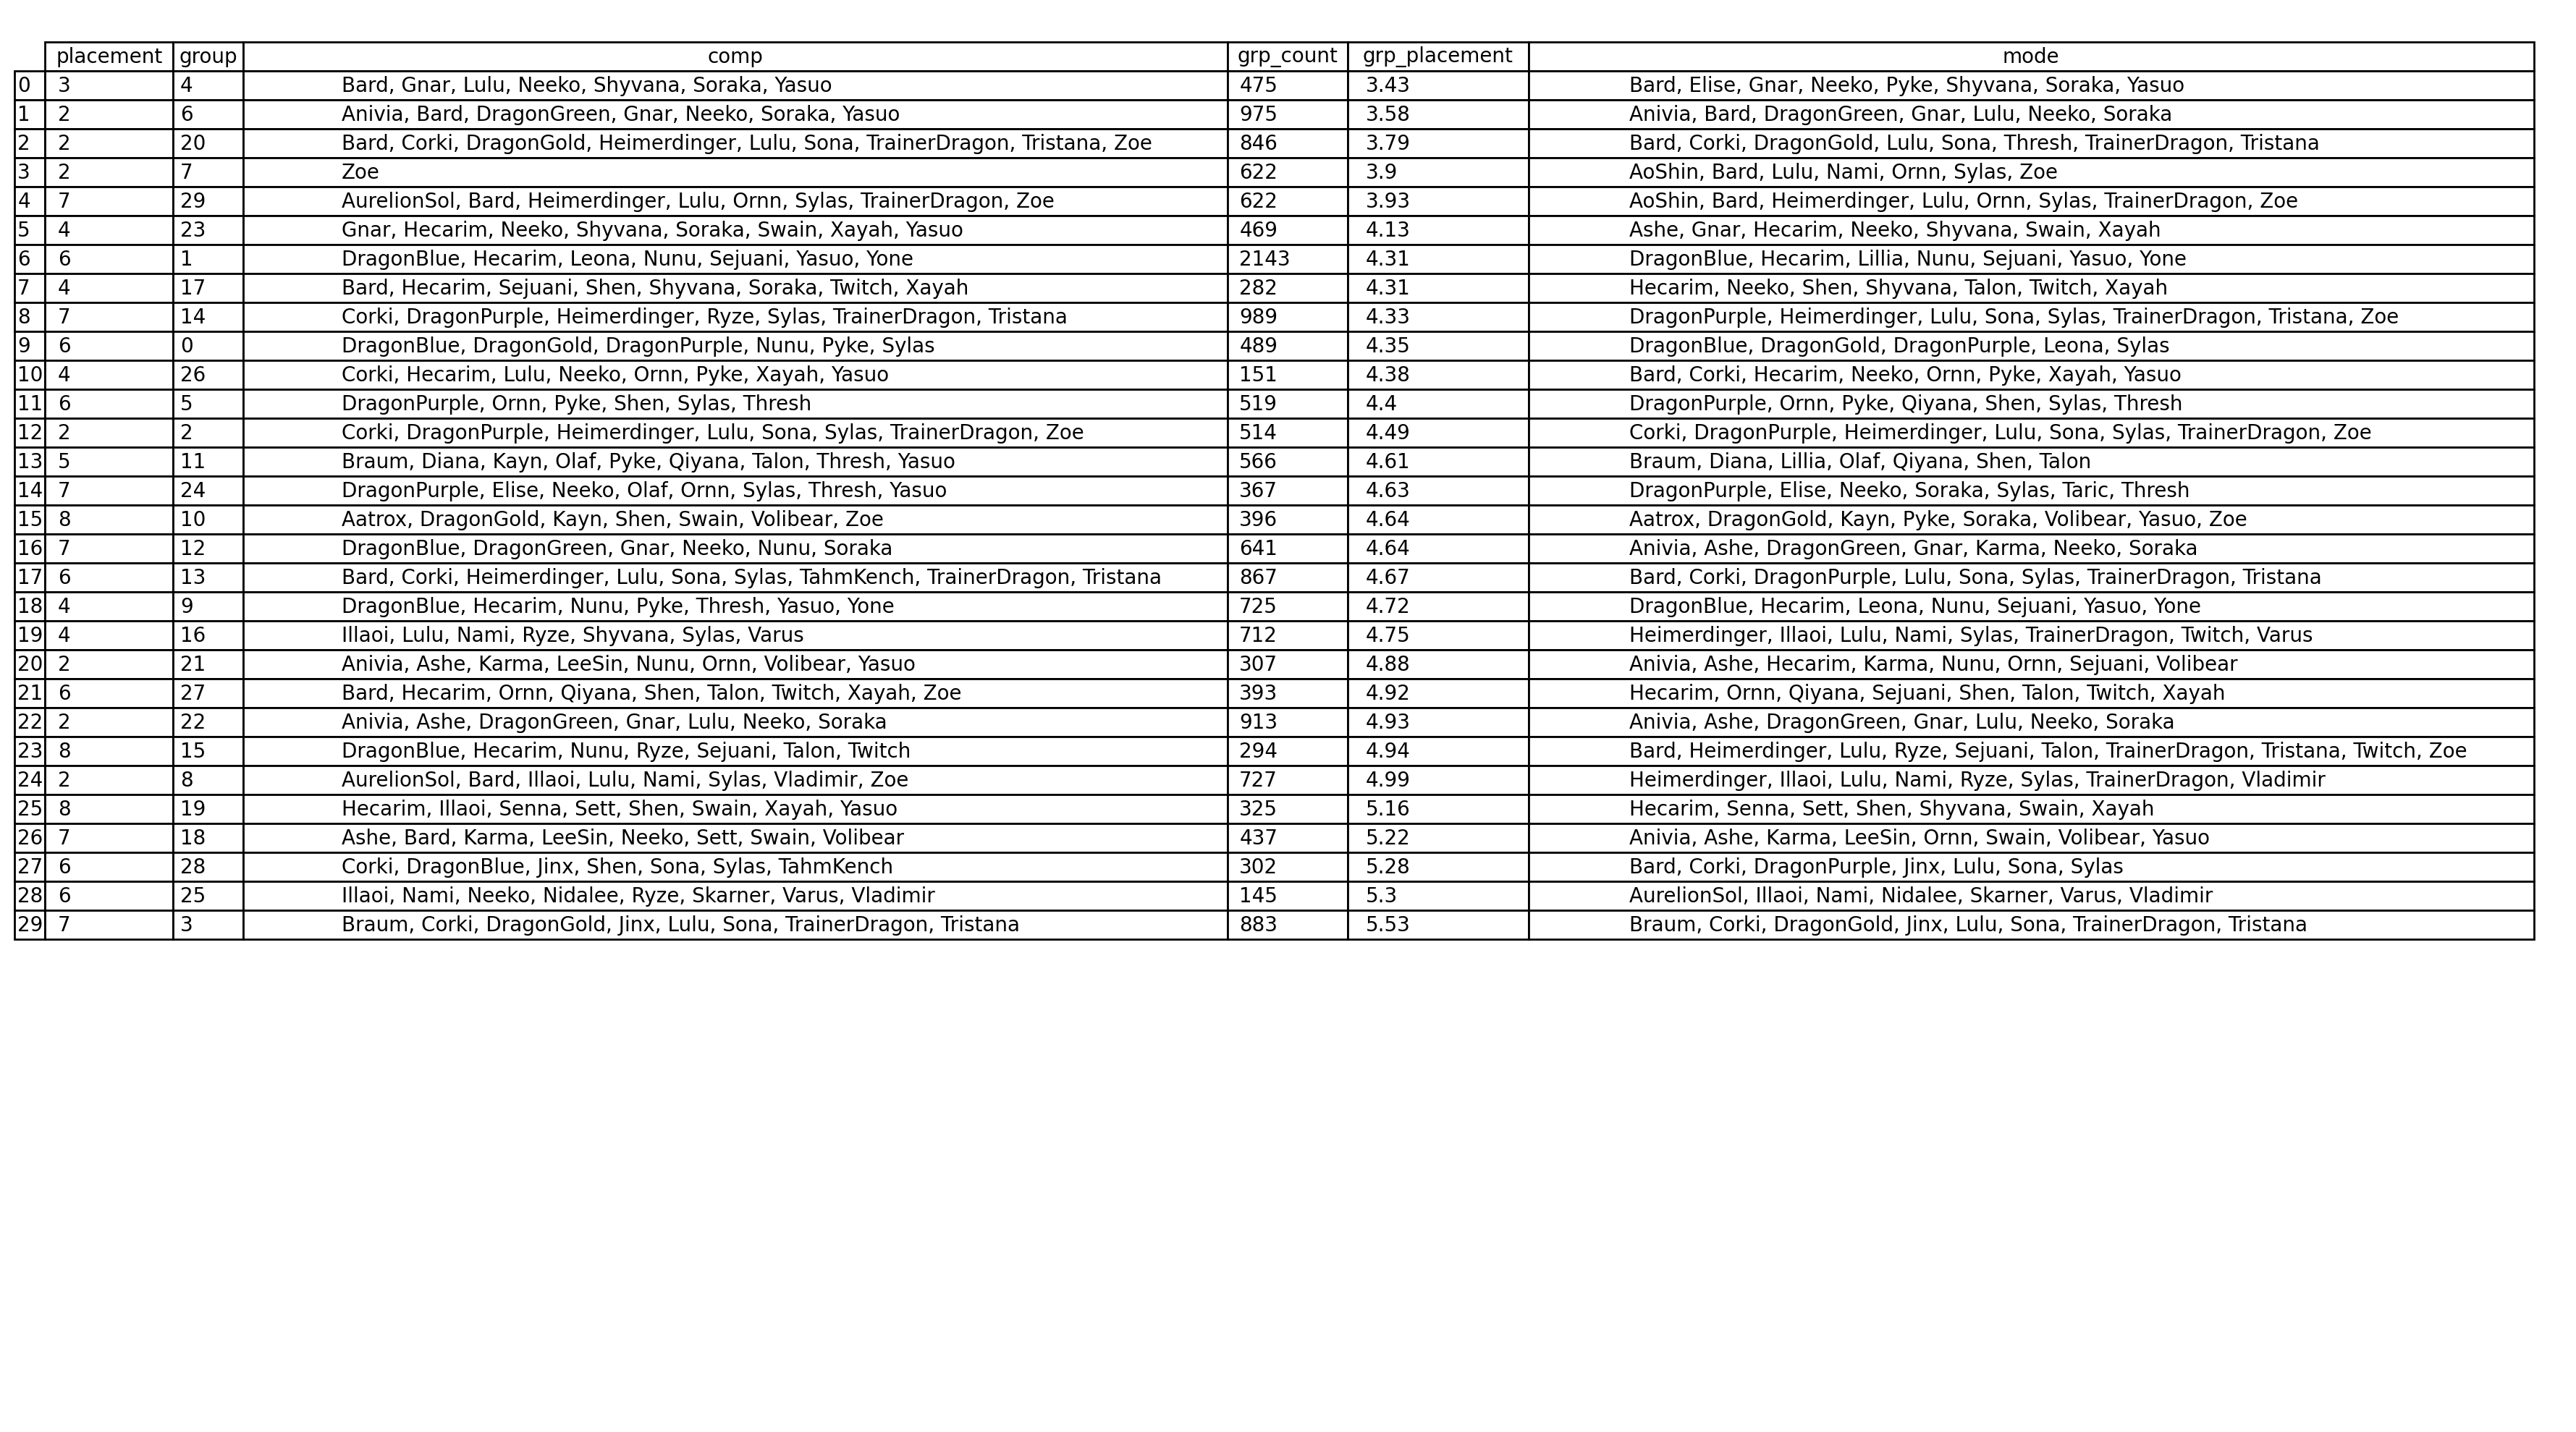 placement group comp grp_count grp_placement mode
0 3 4 Bard, Gnar, Lulu, Neeko, Shyvana, Soraka, Yasuo 475 3.43 Bard, Elise, Gnar, Neeko, Pyke, Shyvana, Soraka, Yasuo
1 2 6 Anivia, Bard, DragonGreen, Gnar, Neeko, Soraka, Yasuo 975 3.58 Anivia, Bard, DragonGreen, Gnar, Lulu, Neeko, Soraka
2 2 20 Bard, Corki, DragonGold, Heimerdinger, Lulu, Sona, TrainerDragon, Tristana, Zoe 846 3.79 Bard, Corki, DragonGold, Lulu, Sona, Thresh, TrainerDragon, Tristana
3 2 7 Zoe 622 3.9 AoShin, Bard, Lulu, Nami, Ornn, Sylas, Zoe
4 7 29 AurelionSol, Bard, Heimerdinger, Lulu, Ornn, Sylas, TrainerDragon, Zoe 622 3.93 AoShin, Bard, Heimerdinger, Lulu, Ornn, Sylas, TrainerDragon, Zoe
5 4 23 Gnar, Hecarim, Neeko, Shyvana, Soraka, Swain, Xayah, Yasuo 469 4.13 Ashe, Gnar, Hecarim, Neeko, Shyvana, Swain, Xayah
6 6 1 DragonBlue, Hecarim, Leona, Nunu, Sejuani, Yasuo, Yone 2143 4.31 DragonBlue, Hecarim, Lillia, Nunu, Sejuani, Yasuo, Yone
7 4 17 Bard, Hecarim, Sejuani, Shen, Shyvana, Soraka, Twitch, Xayah 282 4.31 Hecarim, Neeko, Shen, Shyvana, Talon, Twitch, Xayah
8 7 14 Corki, DragonPurple, Heimerdinger, Ryze, Sylas, TrainerDragon, Tristana 989 4.33 DragonPurple, Heimerdinger, Lulu, Sona, Sylas, TrainerDragon, Tristana, Zoe
9 6 0 DragonBlue, DragonGold, DragonPurple, Nunu, Pyke, Sylas 489 4.35 DragonBlue, DragonGold, DragonPurple, Leona, Sylas
10 4 26 Corki, Hecarim, Lulu, Neeko, Ornn, Pyke, Xayah, Yasuo 151 4.38 Bard, Corki, Hecarim, Neeko, Ornn, Pyke, Xayah, Yasuo
11 6 5 DragonPurple, Ornn, Pyke, Shen, Sylas, Thresh 519 4.4 DragonPurple, Ornn, Pyke, Qiyana, Shen, Sylas, Thresh
12 2 2 Corki, DragonPurple, Heimerdinger, Lulu, Sona, Sylas, TrainerDragon, Zoe 514 4.49 Corki, DragonPurple, Heimerdinger, Lulu, Sona, Sylas, TrainerDragon, Zoe
13 5 11 Braum, Diana, Kayn, Olaf, Pyke, Qiyana, Talon, Thresh, Yasuo 566 4.61 Braum, Diana, Lillia, Olaf, Qiyana, Shen, Talon
14 7 24 DragonPurple, Elise, Neeko, Olaf, Ornn, Sylas, Thresh, Yasuo 367 4.63 DragonPurple, Elise, Neeko, Soraka, Sylas, Taric, Thresh
15 8 10 Aatrox, DragonGold, Kayn, Shen, Swain, Volibear, Zoe 396 4.64 Aatrox, DragonGold, Kayn, Pyke, Soraka, Volibear, Yasuo, Zoe
16 7 12 DragonBlue, DragonGreen, Gnar, Neeko, Nunu, Soraka 641 4.64 Anivia, Ashe, DragonGreen, Gnar, Karma, Neeko, Soraka
17 6 13 Bard, Corki, Heimerdinger, Lulu, Sona, Sylas, TahmKench, TrainerDragon, Tristana 867 4.67 Bard, Corki, DragonPurple, Lulu, Sona, Sylas, TrainerDragon, Tristana
18 4 9 DragonBlue, Hecarim, Nunu, Pyke, Thresh, Yasuo, Yone 725 4.72 DragonBlue, Hecarim, Leona, Nunu, Sejuani, Yasuo, Yone
19 4 16 Illaoi, Lulu, Nami, Ryze, Shyvana, Sylas, Varus 712 4.75 Heimerdinger, Illaoi, Lulu, Nami, Sylas, TrainerDragon, Twitch, Varus
20 2 21 Anivia, Ashe, Karma, LeeSin, Nunu, Ornn, Volibear, Yasuo 307 4.88 Anivia, Ashe, Hecarim, Karma, Nunu, Ornn, Sejuani, Volibear
21 6 27 Bard, Hecarim, Ornn, Qiyana, Shen, Talon, Twitch, Xayah, Zoe 393 4.92 Hecarim, Ornn, Qiyana, Sejuani, Shen, Talon, Twitch, Xayah
22 2 22 Anivia, Ashe, DragonGreen, Gnar, Lulu, Neeko, Soraka 913 4.93 Anivia, Ashe, DragonGreen, Gnar, Lulu, Neeko, Soraka
23 8 15 DragonBlue, Hecarim, Nunu, Ryze, Sejuani, Talon, Twitch 294 4.94 Bard, Heimerdinger, Lulu, Ryze, Sejuani, Talon, TrainerDragon, Tristana, Twitch, Zoe
24 2 8 AurelionSol, Bard, Illaoi, Lulu, Nami, Sylas, Vladimir, Zoe 727 4.99 Heimerdinger, Illaoi, Lulu, Nami, Ryze, Sylas, TrainerDragon, Vladimir
25 8 19 Hecarim, Illaoi, Senna, Sett, Shen, Swain, Xayah, Yasuo 325 5.16 Hecarim, Senna, Sett, Shen, Shyvana, Swain, Xayah
26 7 18 Ashe, Bard, Karma, LeeSin, Neeko, Sett, Swain, Volibear 437 5.22 Anivia, Ashe, Karma, LeeSin, Ornn, Swain, Volibear, Yasuo
27 6 28 Corki, DragonBlue, Jinx, Shen, Sona, Sylas, TahmKench 302 5.28 Bard, Corki, DragonPurple, Jinx, Lulu, Sona, Sylas
28 6 25 Illaoi, Nami, Neeko, Nidalee, Ryze, Skarner, Varus, Vladimir 145 5.3 AurelionSol, Illaoi, Nami, Nidalee, Skarner, Varus, Vladimir
29 7 3 Braum, Corki, DragonGold, Jinx, Lulu, Sona, TrainerDragon, Tristana 883 5.53 Braum, Corki, DragonGold, Jinx, Lulu, Sona, TrainerDragon, Tristana